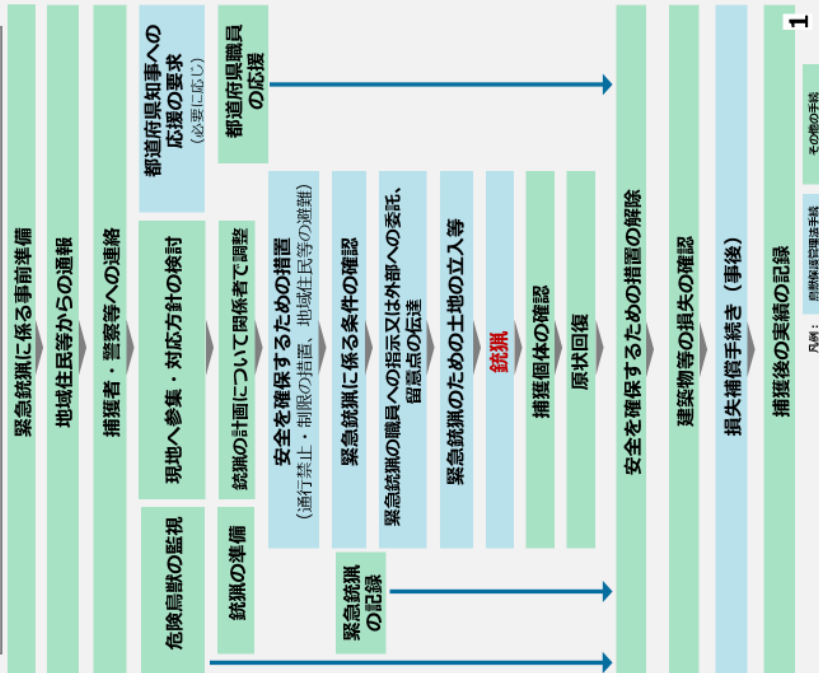 緊急銃猟に係る事前準備
地域住民等からの通報
捕獲者・警察等への連絡
危険鳥獣の監視
現地へ参集・対応方針の検討
都道府県知事への
応援の要求
(必要に応じ)
銃猟の準備
銃猟の計画について関係者で調整
都道府県職員
の応援
安全を確保するための措置
(通行禁止・制限の措置、地域住民等の避難)
緊急銃猟に係る条件の確認
緊急銃猟
の記録
緊急銃猟の職員への指示又は外部への委託、
留意点の伝達
緊急銃猟のための土地の立入等
銃猟
捕獲個体の確認
原状回復
安全を確保するための措置の解除
建築物等の損失の確認
損失補償手続き（事後）
捕獲後の実績の記録
凡例：
鳥獣保護管理法手続
その他の手続
1